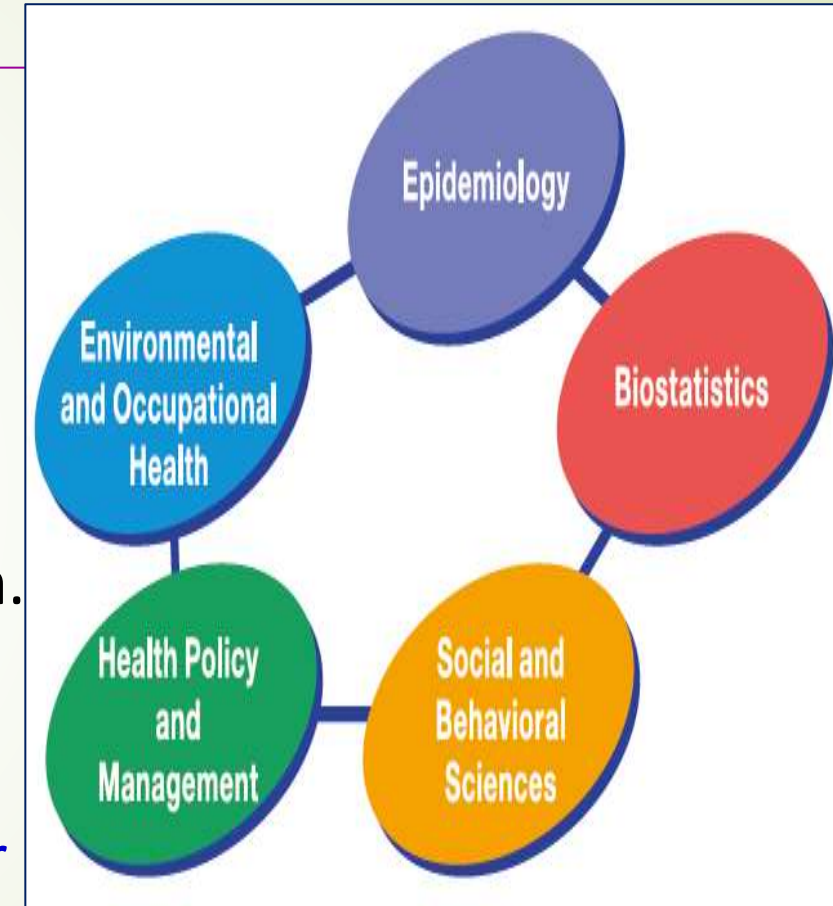 Epidemiology
Environmental
and Occupational
Health
Biostatistics
n.
Health Policy
and
Management
Social and
Behavioral
Sciences